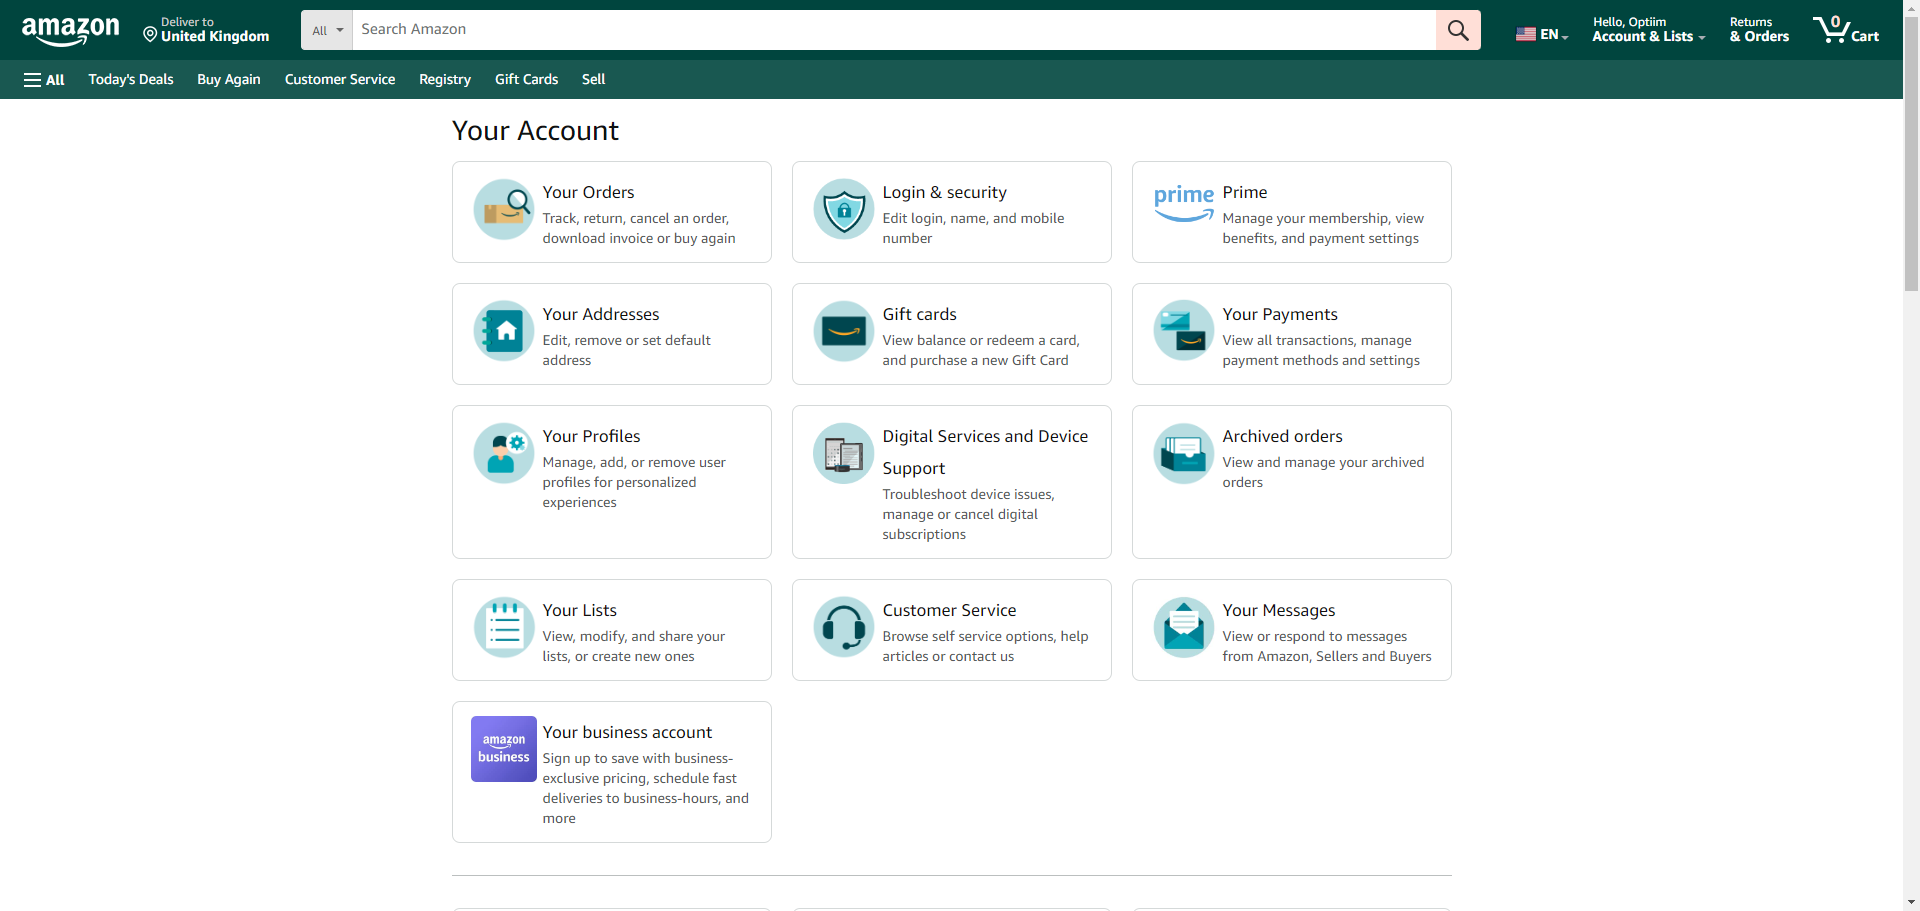 amazon
Deliver to
United Kingdom
All
Search Amazon
EN
Hello, Optiim
Account & Lists
Returns
& Orders
0
Cart
All
Today's Deals
Buy Again
Customer Service
Registry
Gift Cards
Sell
Your Account
Your Orders
Track, return, cancel an order,
download invoice or buy again
Login & security
Edit login, name, and mobile
number
prime
Prime
Manage your membership, view
benefits, and payment settings
Your Addresses
Edit, remove or set default
address
Gift cards
View balance or redeem a card,
and purchase a new Gift Card
Your Payments
View all transactions, manage
payment methods and settings
Your Profiles
Manage, add, or remove user
profiles for personalized
experiences
Digital Services and Device
Support
Troubleshoot device issues,
manage or cancel digital
subscriptions
Archived orders
View and manage your archived
orders
Your Lists
View, modify, and share your
lists, or create new ones
Customer Service
Browse self service options, help
articles or contact us
Your Messages
View or respond to messages
from Amazon, Sellers and Buyers
amazon
business
Your business account
Sign up to save with business-
exclusive pricing, schedule fast
deliveries to business-hours, and
more